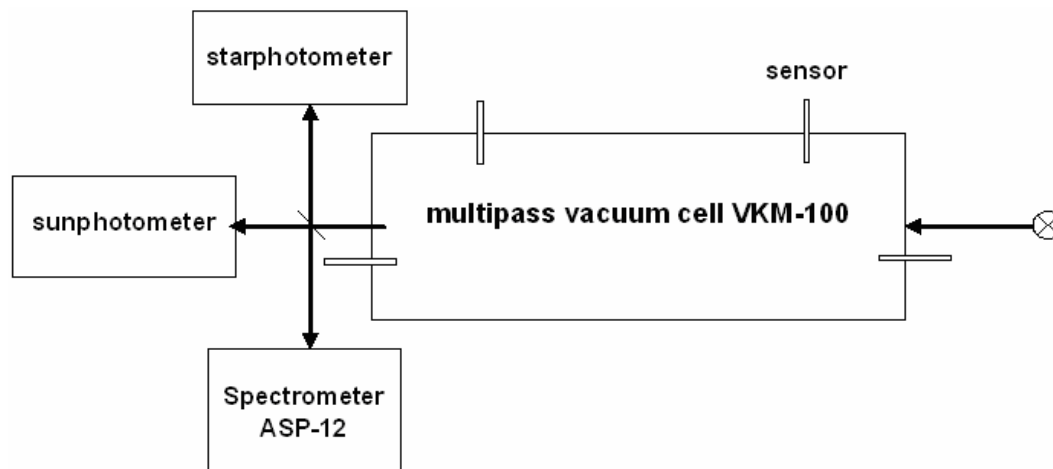 starphotometer
sensor
sunphotometer
multipass vacuum cell VKM-100
Spectrometer
ASP-12